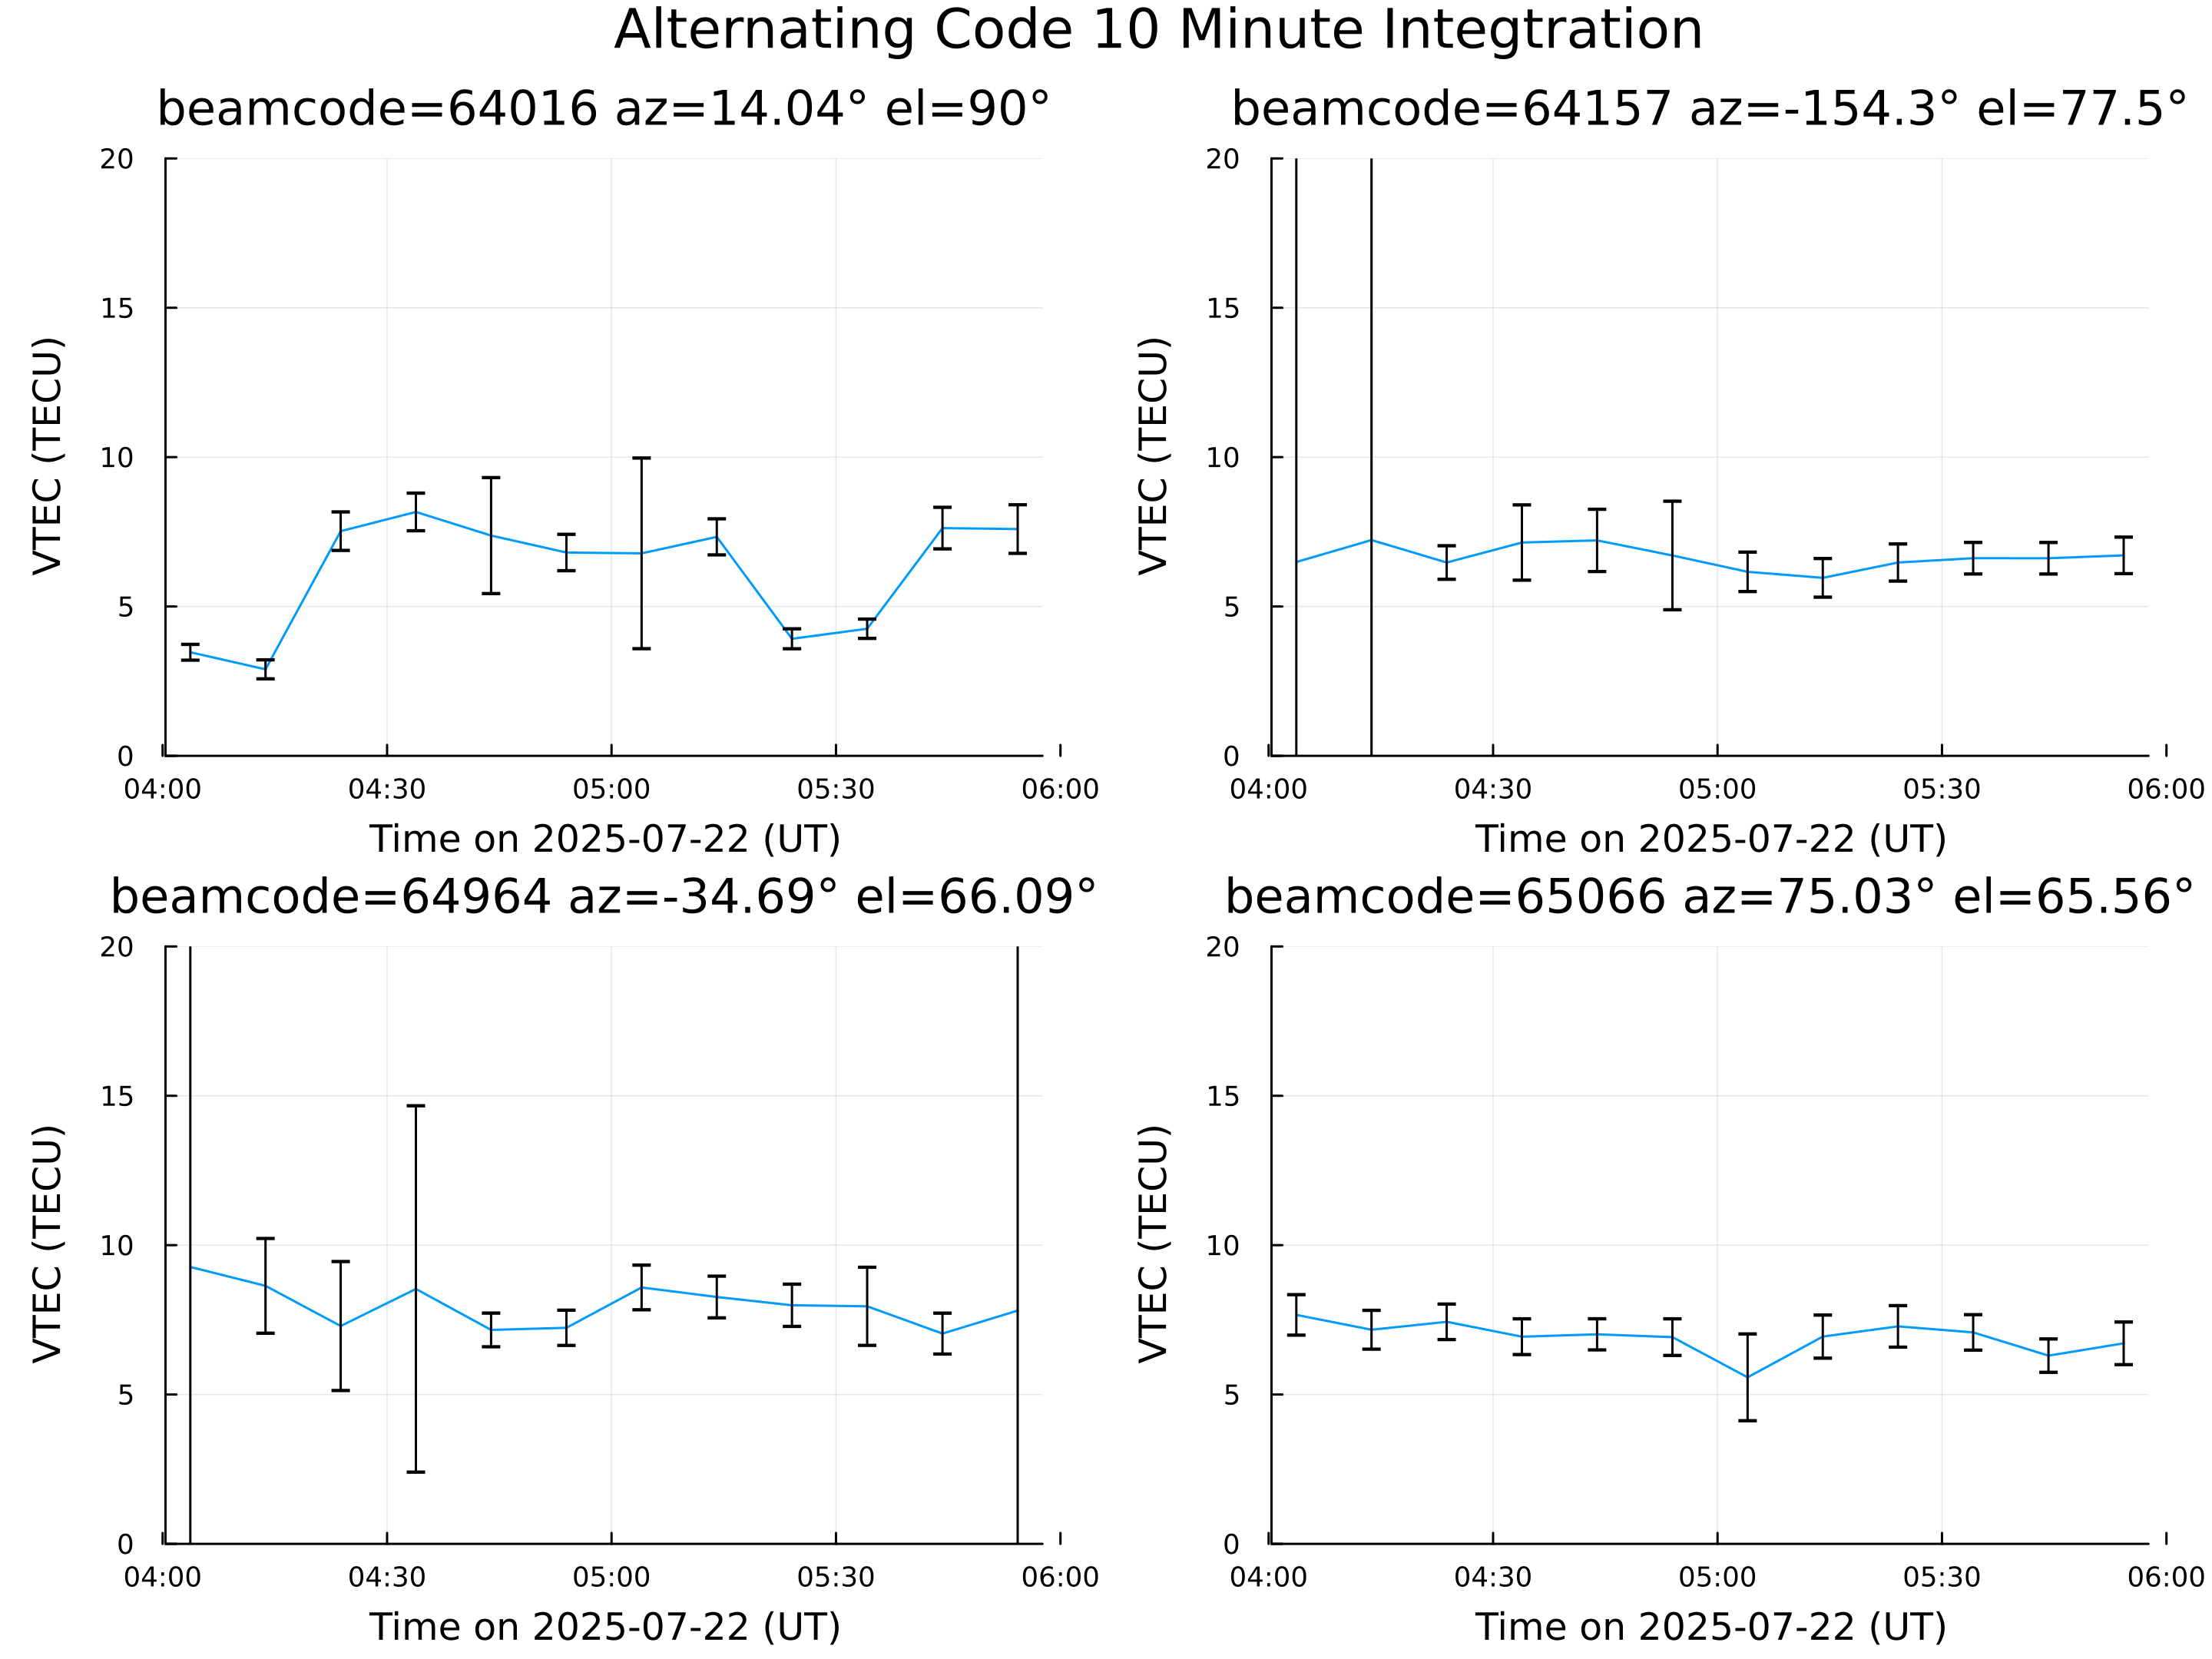 Alternating Code 10 Minute Integtration
beamcode=64016 az=14.04° el=90°
VTEC (TECU)
20
15
10
5
0
04:00 04:30 05:00 05:30 06:00
Time on 2025-07-22 (UT)
beamcode=64157 az=-154.3° el=77.5°
VTEC (TECU)
20
15
10
5
0
04:00 04:30 05:00 05:30 06:00
Time on 2025-07-22 (UT)
beamcode=64964 az=-34.69° el=66.09°
VTEC (TECU)
20
15
10
5
0
04:00 04:30 05:00 05:30 06:00
Time on 2025-07-22 (UT)
beamcode=65066 az=75.03° el=65.56°
VTEC (TECU)
20
15
10
5
0
04:00 04:30 05:00 05:30 06:00
Time on 2025-07-22 (UT)